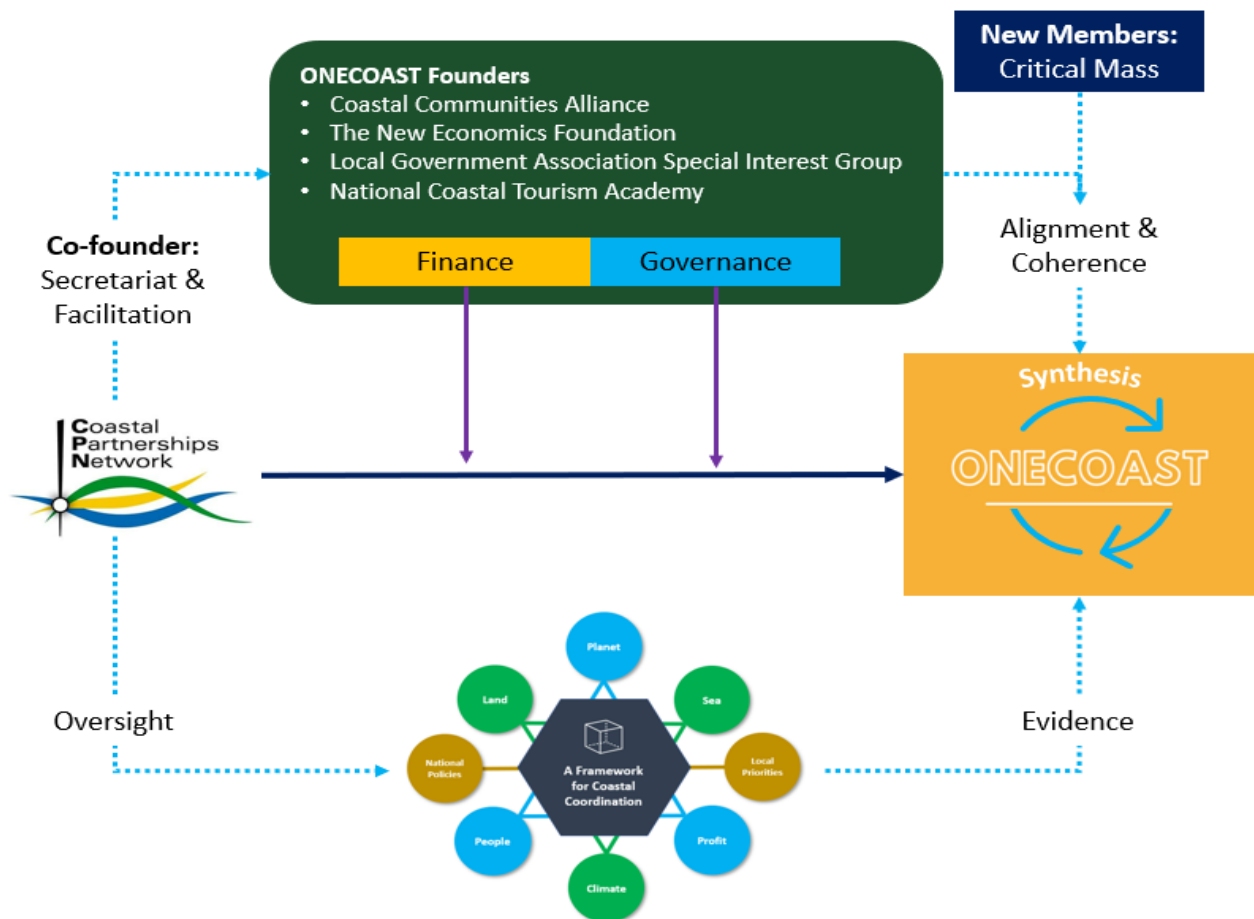 New Members:
Critical Mass
ONECOAST Founders
• Coastal Communities Alliance
• The New Economics Foundation
• Local Government Association Special Interest Group
• National Coastal Tourism Academy
Finance
Governance
Co-founder:
Secretariat &
Facilitation
Alignment &
Coherence
Coastal
Partnerships
Network
Synthesis
ONECOAST
Oversight
Evidence
Planet
Land
Sea
National
Policies
A Framework
for Coastal
Coordination
Local
Priorities
People
Profit
Climate